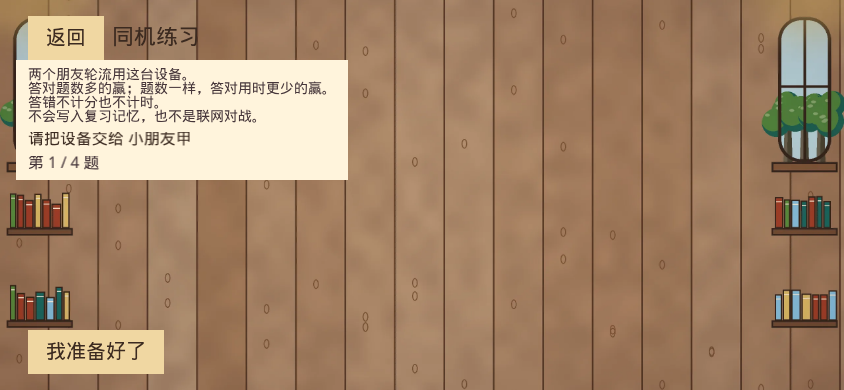 返回
同机练习
两个朋友轮流用这台设备。
答对题数多的赢；题数一样，答对用时更少的赢。
答错不计分也不计时。
不会写入复习记忆，也不是联网对战。
请把设备交给 小朋友甲
第 1 / 4 题
我准备好了